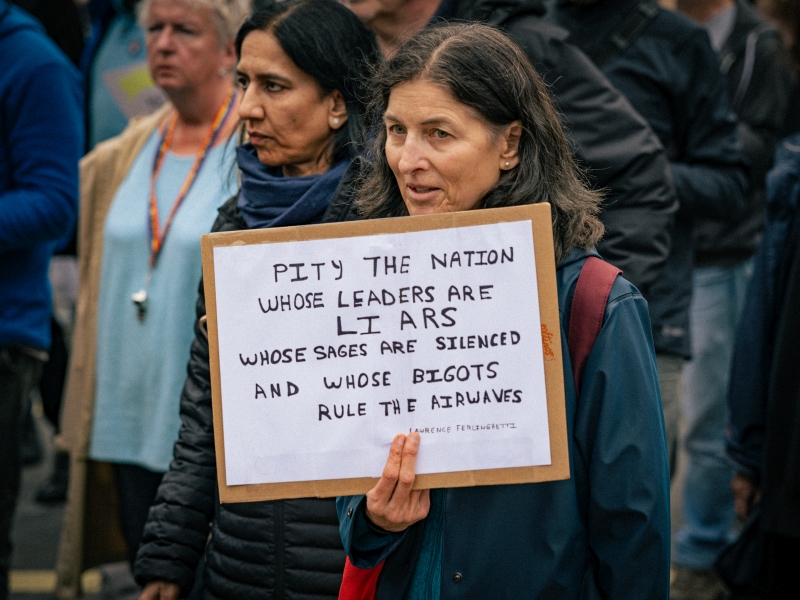 PITY THE NATION
WHOSE LEADERS ARE
LIARS
WHOSE SAGES ARE SILENCED
AND WHOSE BIGOTS
RULE THE AIRWAVES
LAWRENCE FERLINGHETTI